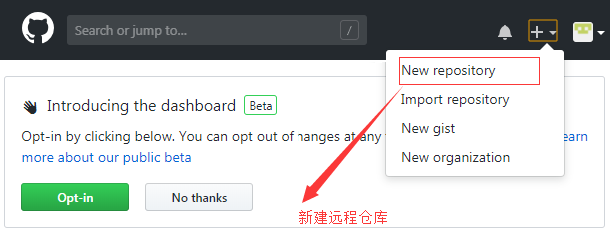 Search or jump to...
/
New repository
Import repository
New gist
New organization
Introducing the dashboard Beta
Opt-in by clicking below. You can opt out of hanges at any earn
more about our public beta
Opt-in
No thanks
新建远程仓库